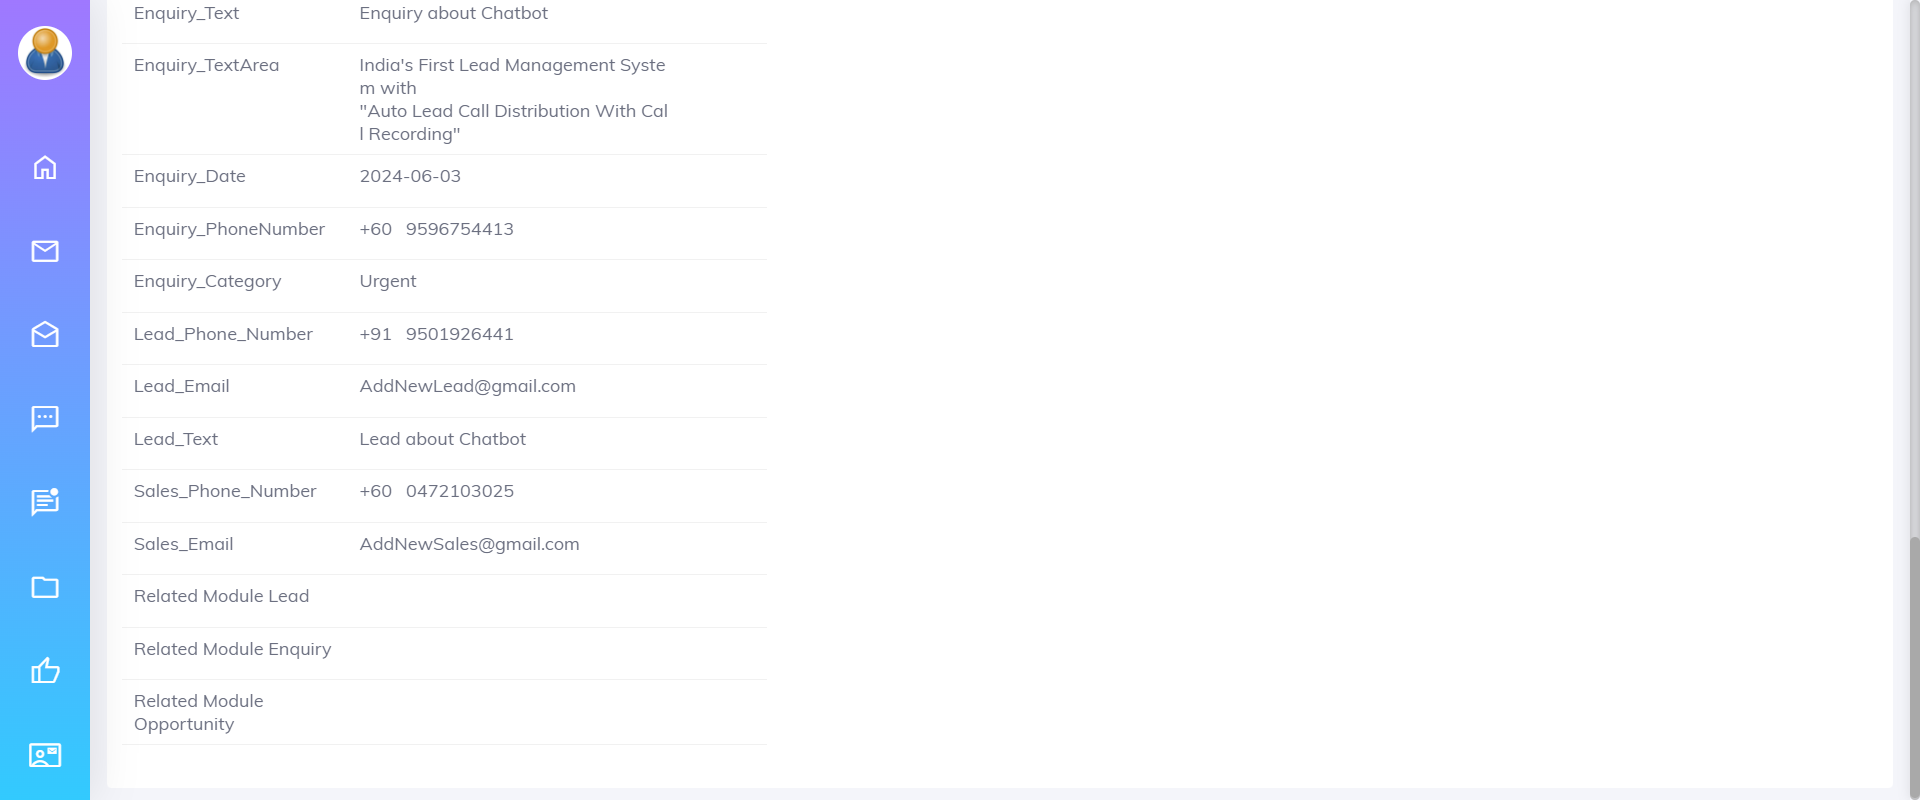 Enquiry_Text Enquiry about Chatbot
Enquiry_TextArea India's First Lead Management Syste
m with
"Auto Lead Call Distribution With Cal
l Recording"
Enquiry_Date 2024-06-03
Enquiry_PhoneNumber +60 9596754413
Enquiry_Category Urgent
Lead_Phone_Number +91 9501926441
Lead_Email AddNewLead@gmail.com
Lead_Text Lead about Chatbot
Sales_Phone_Number +60 0472103025
Sales_Email AddNewSales@gmail.com
Related Module Lead
Related Module Enquiry
Related Module
Opportunity